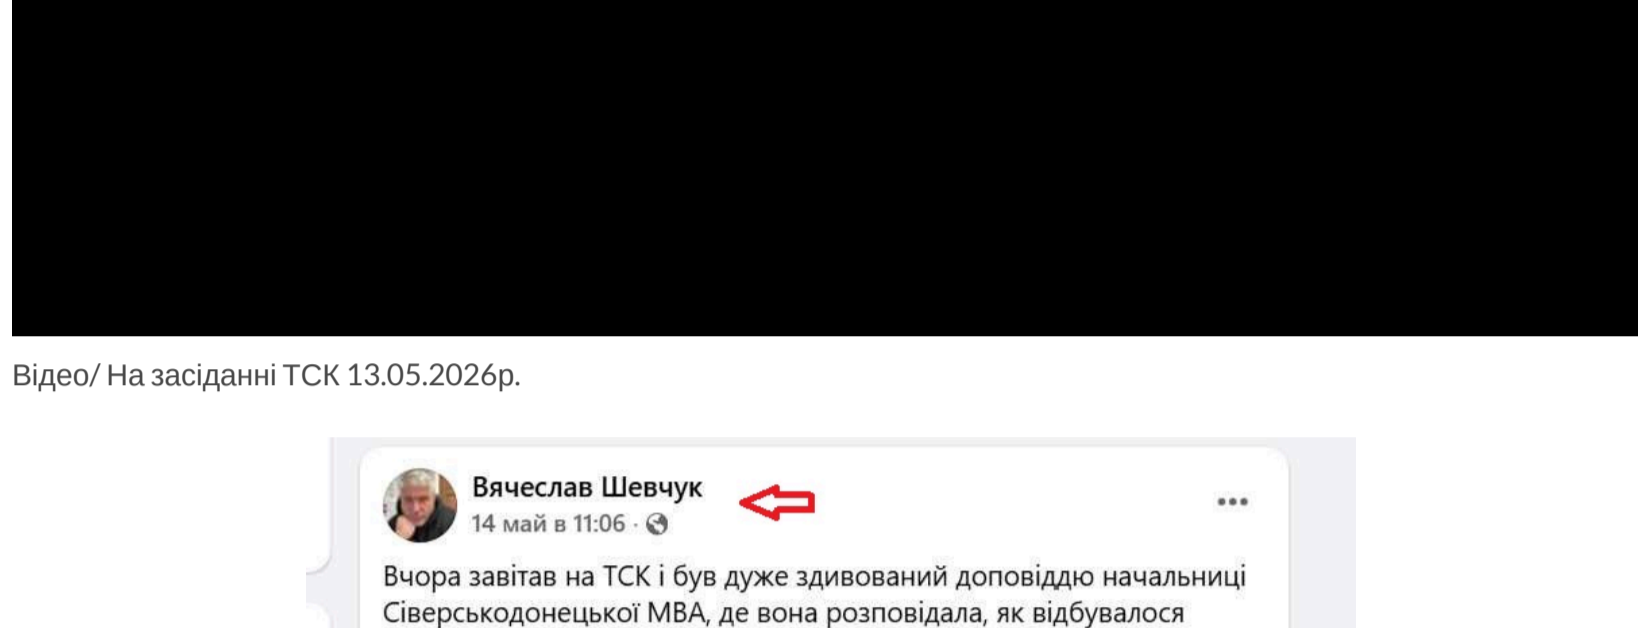 Відео/ На засіданні ТСК 13.05.2026р.
Вячеслав Шевчук
14 май в 11:06 ·
Вчора завітав на ТСК і був дуже здивований доповіддю начальниці
Сіверськодонецької МВА, де вона розповідала, як відбувалося